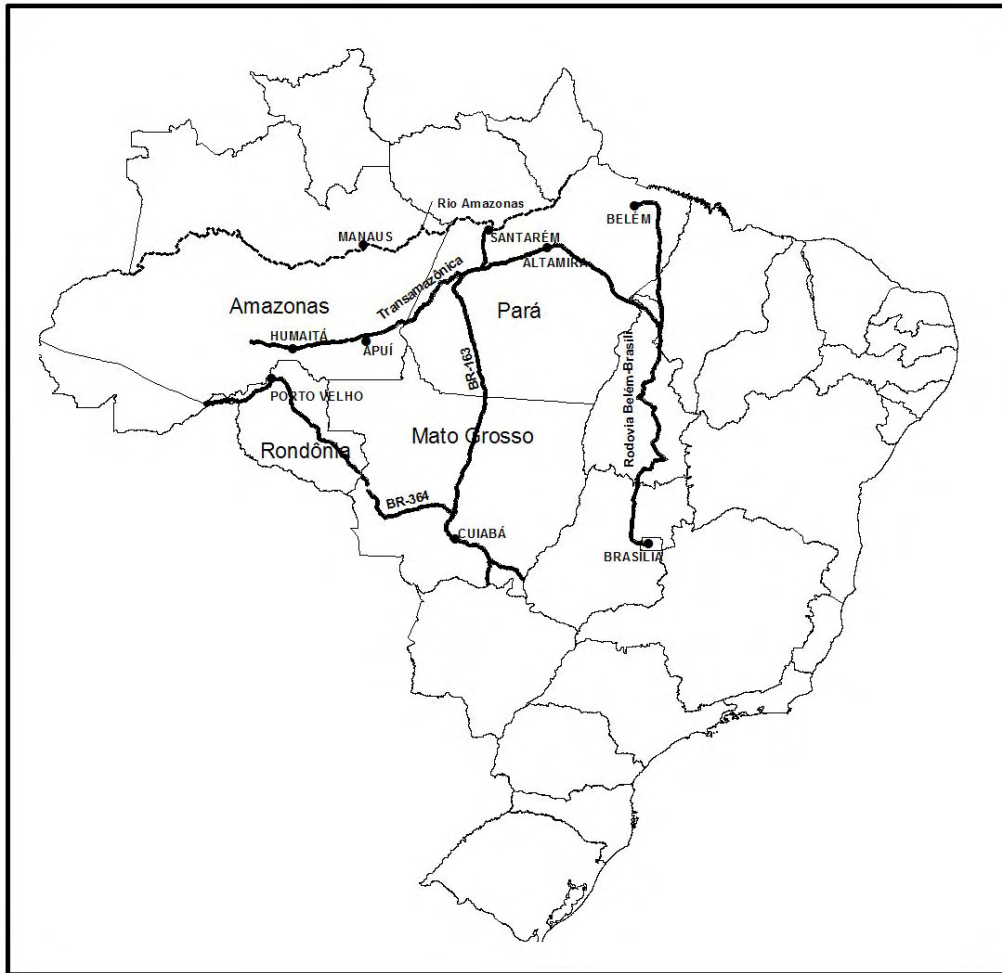 Rio Amazonas
BELÉM
MANAUS
SANTARÉM
ALTAMIRA
Transamazônica
Amazonas
Pará
HUMAITÁ
APUÍ
BR-163
PORTO VELHO
Mato Grosso
Rodovia Belém-Brasili
Rondônia
BR-364
CUIABÁ
BRASÍLIA